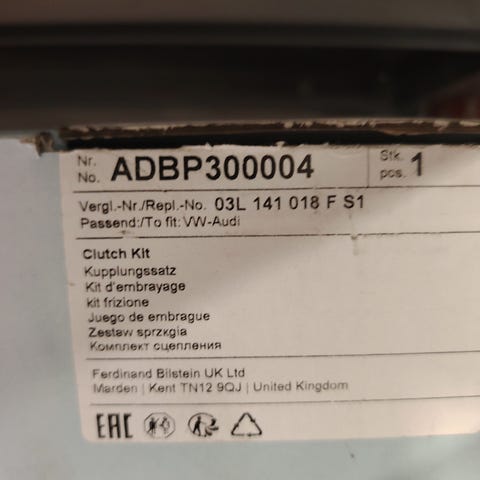 Nr. No. ADBP300004 Stk. pcs. 1
Vergl.-Nr./Repl.-No. 03L 141 018 F S1
Passend:/To fit: VW-Audi
Clutch Kit
Kupplungssatz
Kit d'embrayage
kit frizione
Juego de embrague
Zestaw sprzkgia
Комплект сцепления
Ferdinand Bilstein UK Ltd
Marden | Kent TN12 9QJ | United Kingdom
EAC